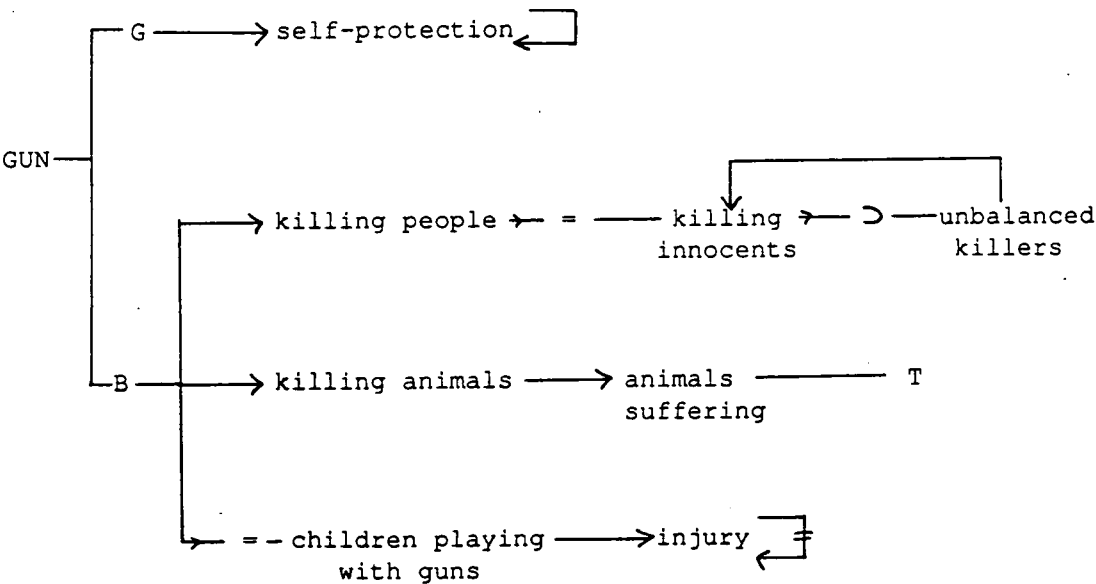 G self-protection
GUN
killing people = killing ⊃ unbalanced
innocents killers
B killing animals animals T
suffering
= children playing injury
with guns